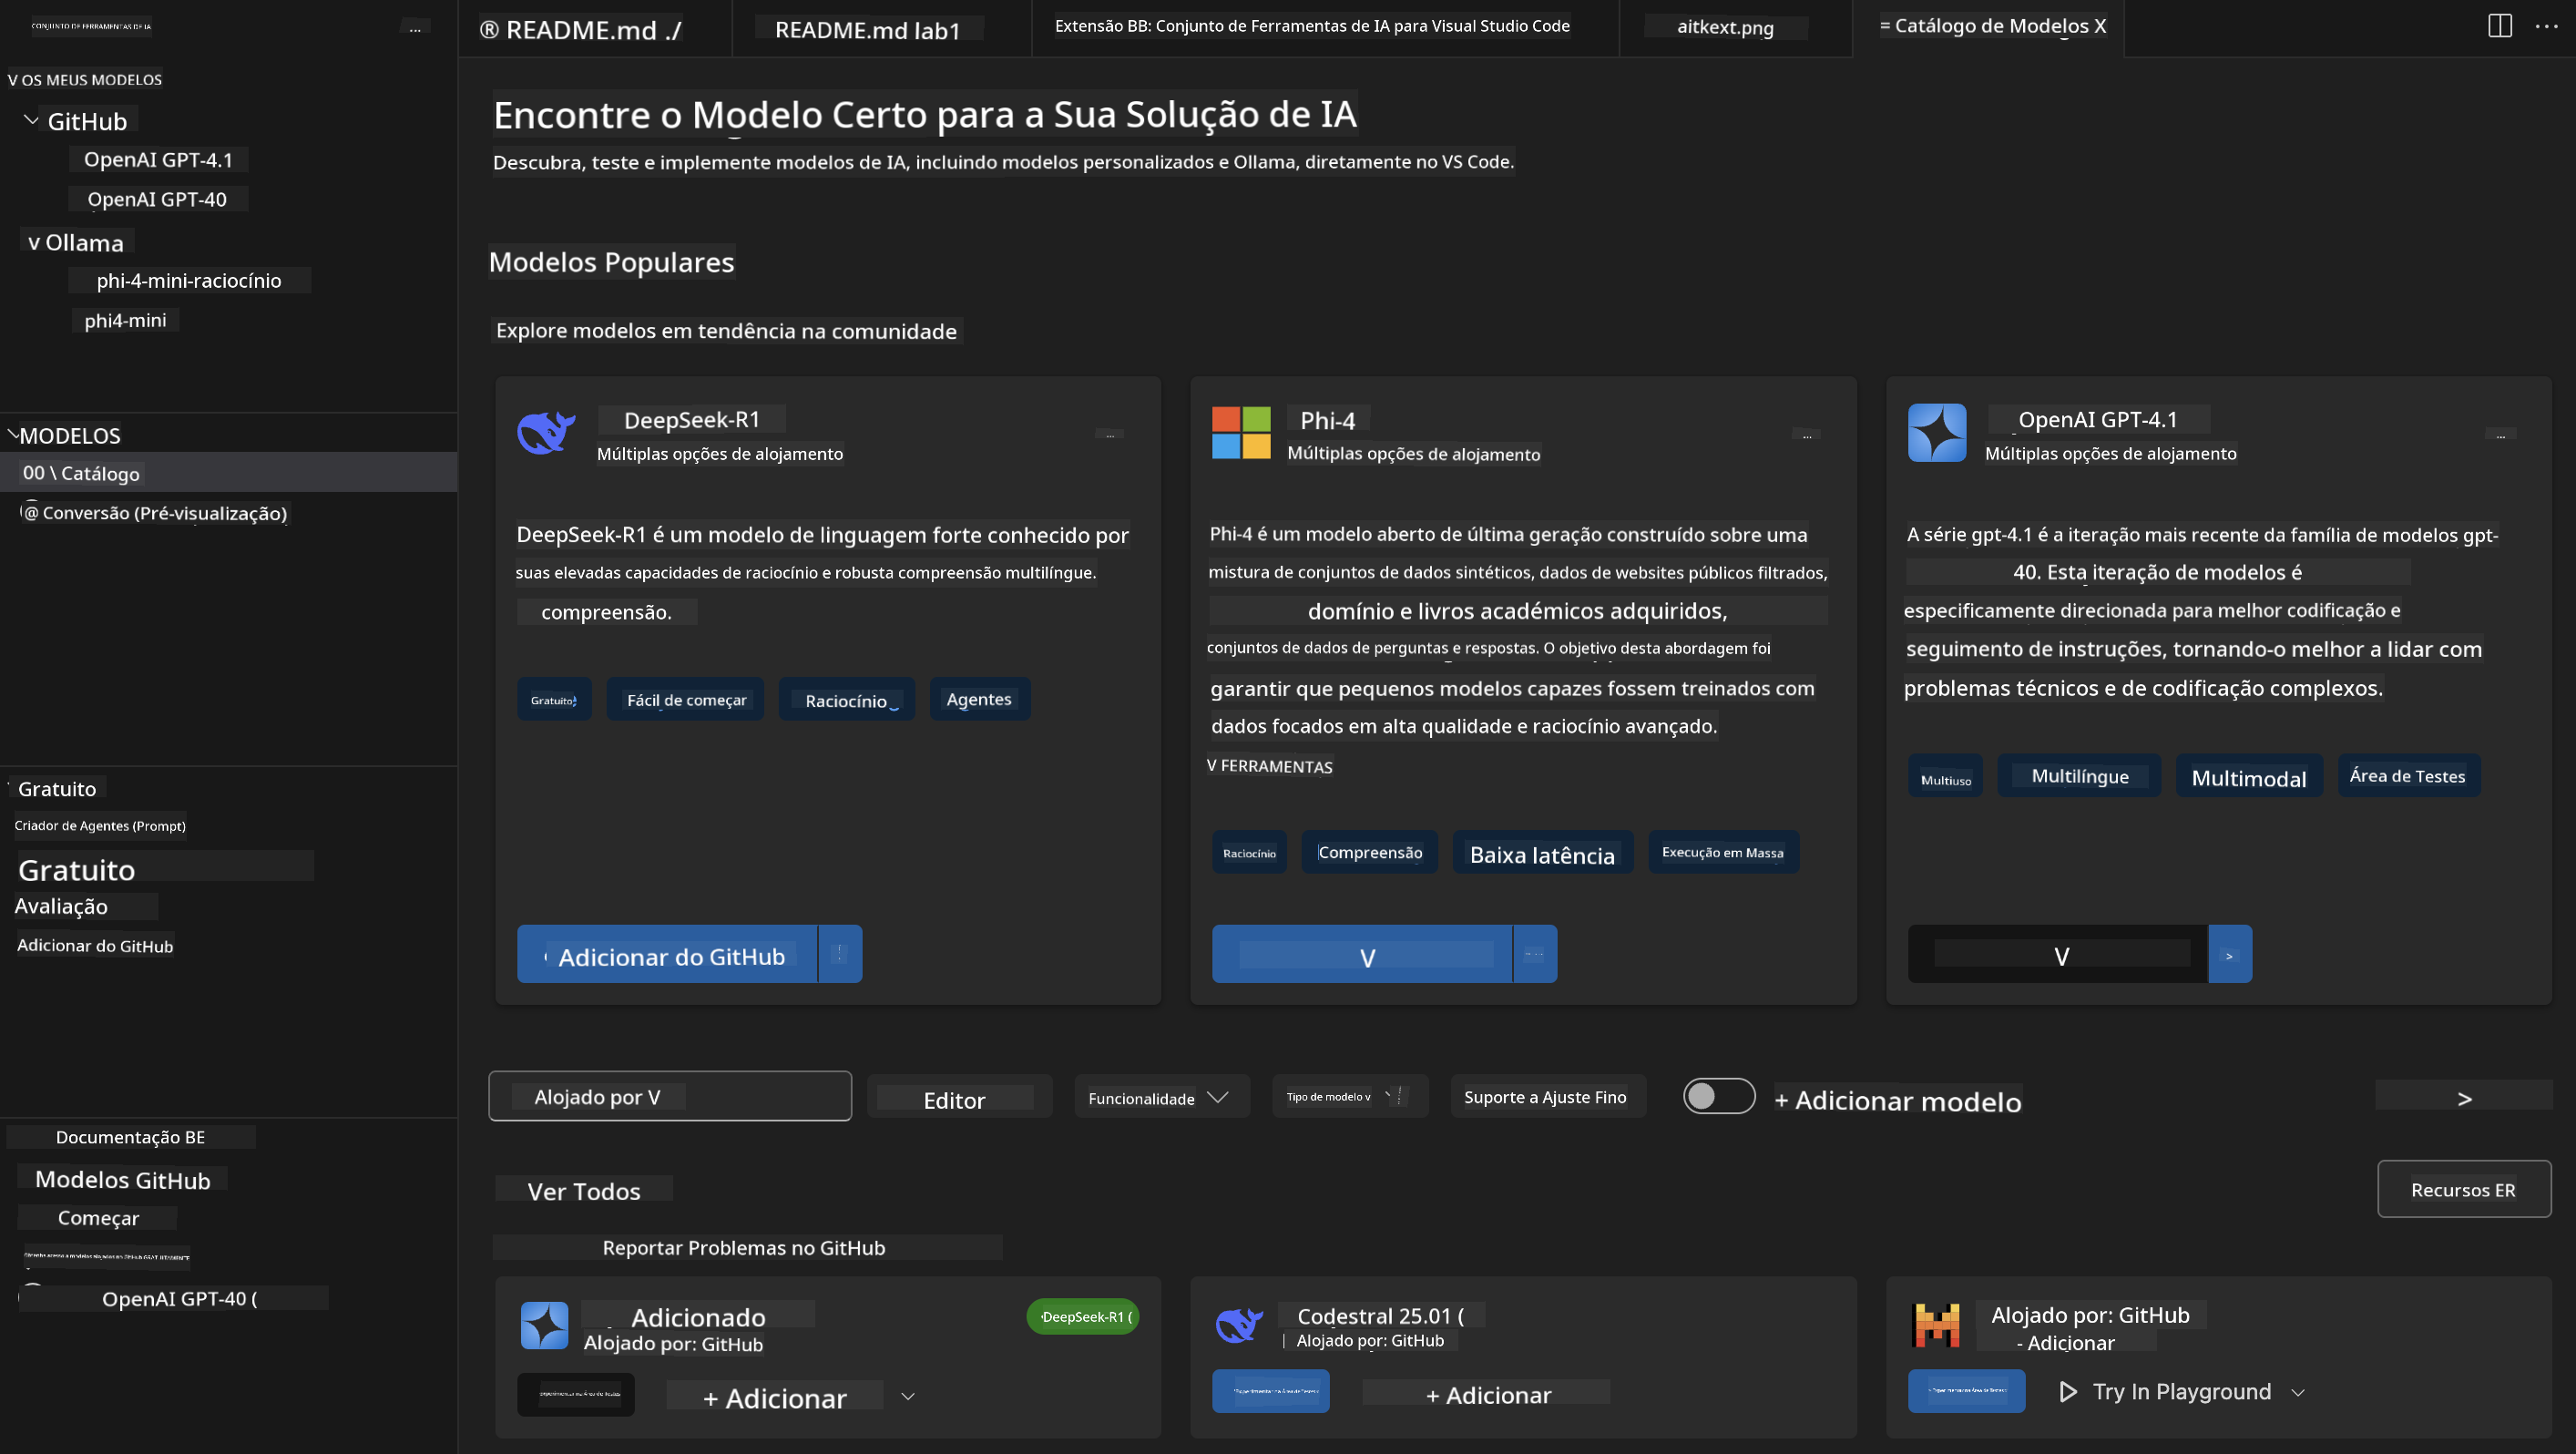 CONJUNTO DE FERRAMENTAS DE IA
...
V OS MEUS MODELOS
GitHub
OpenAI GPT-4.1
OpenAI GPT-40
v Ollama
phi-4-mini-raciocínio
phi4-mini
MODELOS
00 \ Catálogo
@ Conversão (Pré-visualização)
Gratuito
Criador de Agentes (Prompt)
Gratuito
Avaliação
Adicionar do GitHub
Documentação BE
Modelos GitHub
Começar
OpenAI GPT-40 (
® README.md ./
README.md lab1
Extensão BB: Conjunto de Ferramentas de IA para Visual Studio Code
aitkext.png
= Catálogo de Modelos X
Encontre o Modelo Certo para a Sua Solução de IA
Descubra, teste e implemente modelos de IA, incluindo modelos personalizados e Ollama, diretamente no VS Code.
Modelos Populares
Explore modelos em tendência na comunidade
DeepSeek-R1
...
Múltiplas opções de alojamento
DeepSeek-R1 é um modelo de linguagem forte conhecido por
suas elevadas capacidades de raciocínio e robusta compreensão multilíngue.
compreensão.
Gratuito
Fácil de começar
Raciocínio
Agentes
Adicionar do GitHub
Phi-4
...
Múltiplas opções de alojamento
Phi-4 é um modelo aberto de última geração construído sobre uma
mistura de conjuntos de dados sintéticos, dados de websites públicos filtrados,
domínio e livros académicos adquiridos,
conjuntos de dados de perguntas e respostas. O objetivo desta abordagem foi
garantir que pequenos modelos capazes fossem treinados com
dados focados em alta qualidade e raciocínio avançado.
V FERRAMENTAS
Raciocínio
Compreensão
Baixa latência
Execução em Massa
V
OpenAI GPT-4.1
...
Múltiplas opções de alojamento
A série gpt-4.1 é a iteração mais recente da família de modelos gpt-
40. Esta iteração de modelos é
especificamente direcionada para melhor codificação e
seguimento de instruções, tornando-o melhor a lidar com
problemas técnicos e de codificação complexos.
Multiuso
Multilíngue
Multimodal
Área de Testes
V
>
Alojado por V
Editor
Funcionalidade
Tipo de modelo v
Suporte a Ajuste Fino
+ Adicionar modelo
>
Ver Todos
Recursos ER
Reportar Problemas no GitHub
Adicionado
DeepSeek-R1 (
Alojado por: GitHub
+ Adicionar
Codestral 25.01 (
Alojado por: GitHub
+ Adicionar
Alojado por: GitHub
- Adicionar
Try In Playground